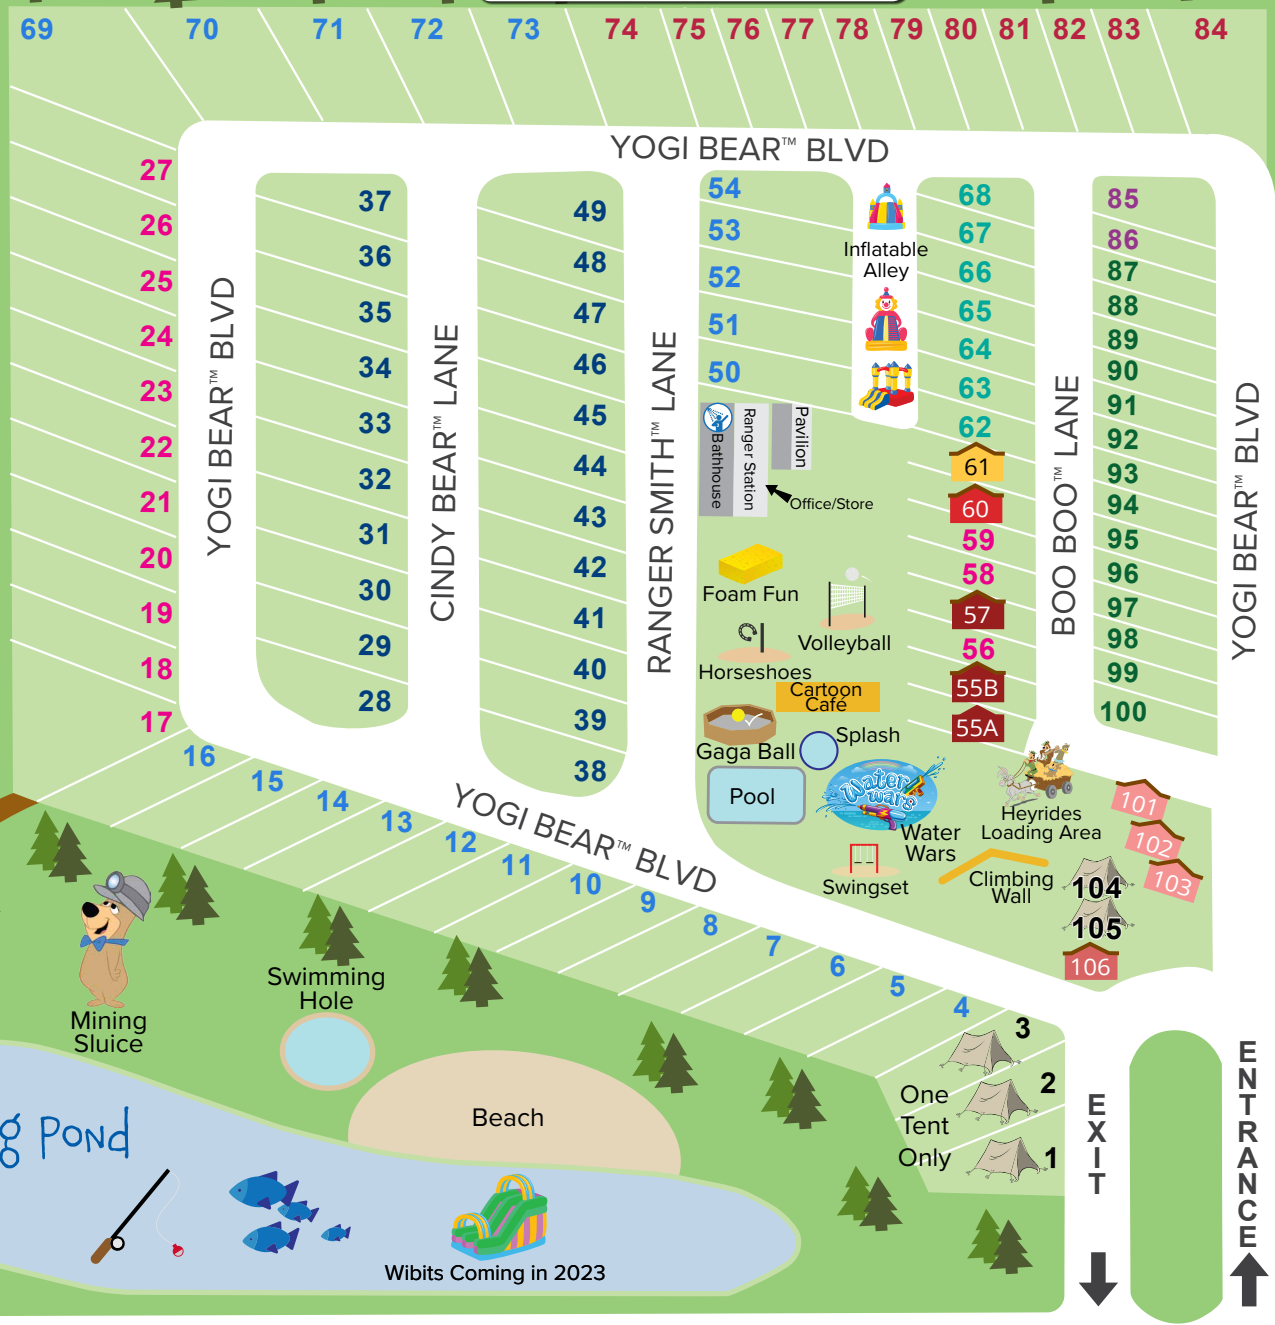 69 70 71 72 73 74 75 76 77 78 79 80 81 82 83 84
YOGI BEAR™ BLVD
27
26
25
24
23
22
21
20
19
18
17
YOGI BEAR™ BLVD
37
36
35
34
33
32
31
30
29
28
CINDY BEAR™ LANE
49
48
47
46
45
44
43
42
41
40
39
38
RANGER SMITH™ LANE
54
53
52
51
50
Inflatable
Alley
Bathhouse
Ranger Station
Pavilion
Office/Store
Foam Fun
Volleyball
Horseshoes
Cartoon
Café
Gaga Ball
Splash
Pool
Water
Wars
Water
Wars
Swingset
68
67
66
65
64
63
62
61
60
59
58
57
56
55B
55A
BOO BOO™ LANE
85
86
87
88
89
90
91
92
93
94
95
96
97
98
99
100
YOGI BEAR™ BLVD
Heyrides
Loading Area
Climbing
Wall
101
102
103
104
105
106
16
15
14
13
12
11
10
9
8
7
6
5
4
3
2
1
YOGI BEAR™ BLVD
One
Tent
Only
Mining
Sluice
Swimming
Hole
Beach
g Pond
Wibits Coming in 2023
EXIT
ENTRANCE